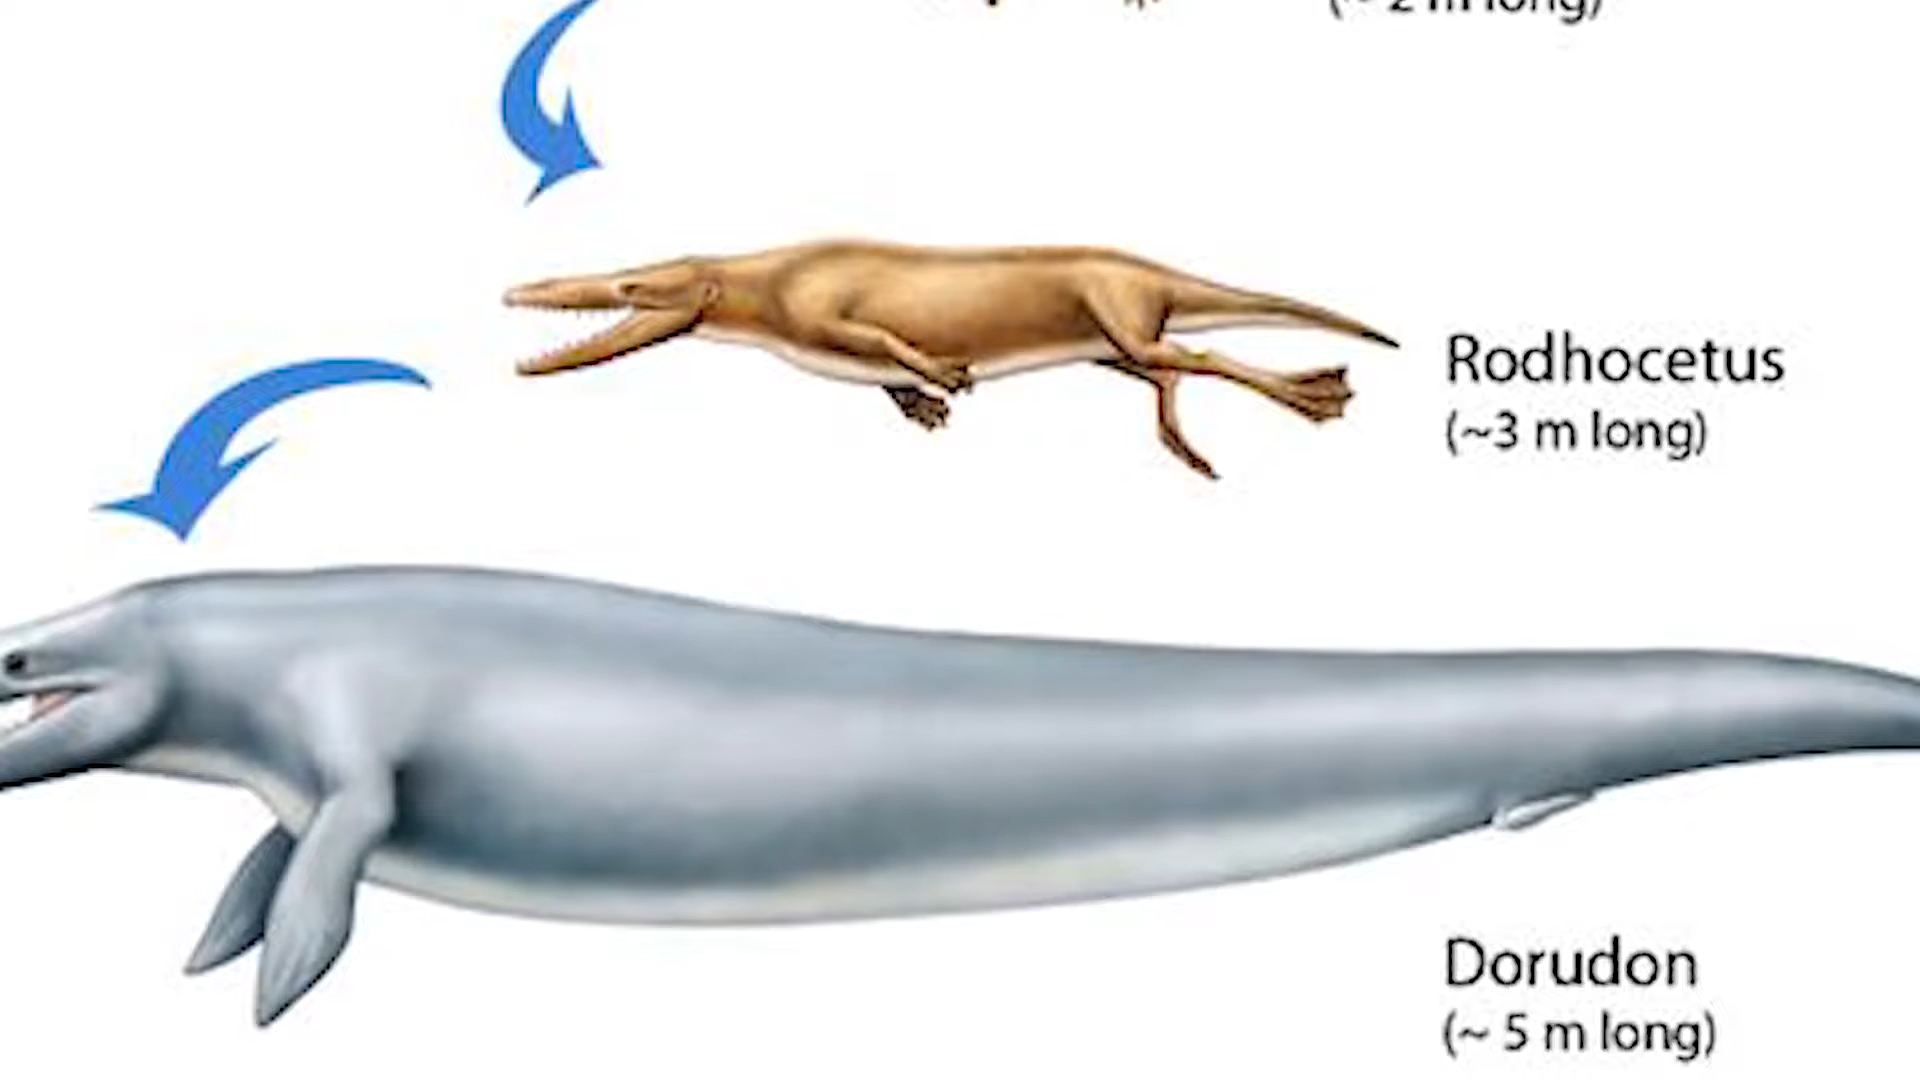 (~ 2 m long)
Rodhocetus
(~3 m long)
Dorudon
(~ 5 m long)